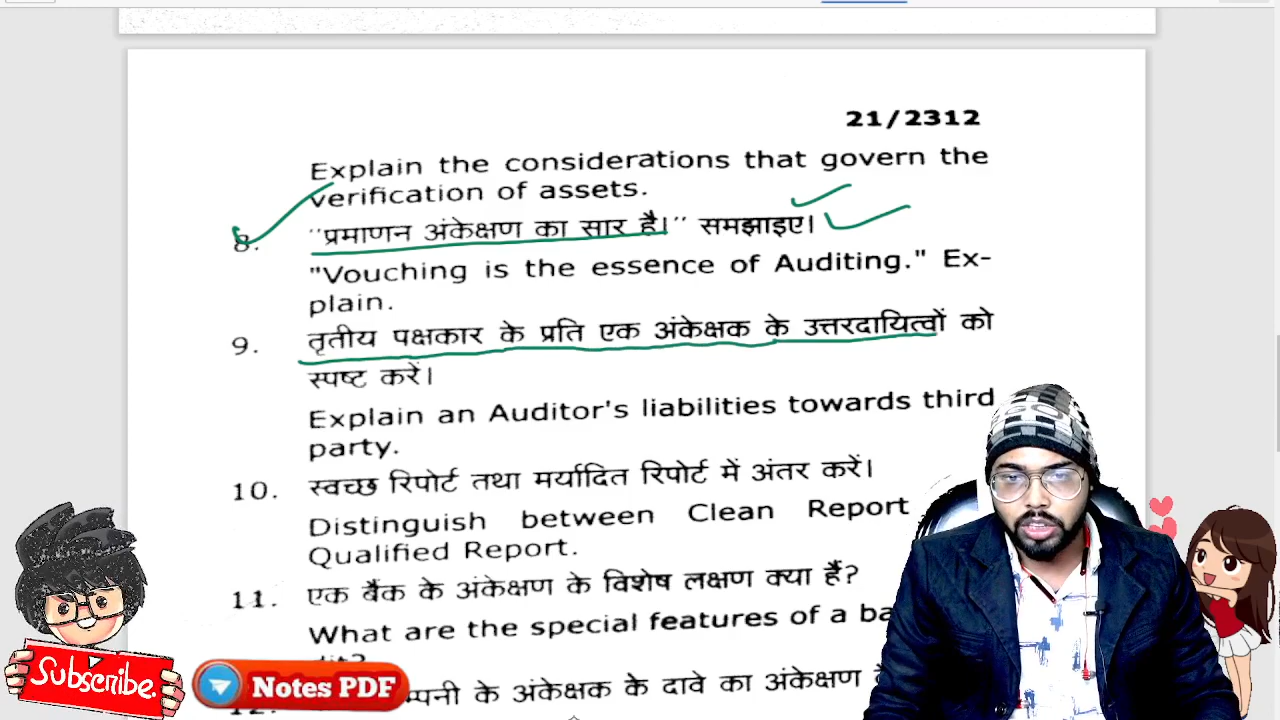 21/2312
Explain the considerations that govern the
verification of assets.
8. "प्रमाणन अंकेक्षण का सार है।" समझाइए।
"Vouching is the essence of Auditing." Ex-
plain.
9. तृतीय पक्षकार के प्रति एक अंकेक्षक के उत्तरदायित्वों को
स्पष्ट करें।
Explain an Auditor's liabilities towards third
party.
10. स्वच्छ रिपोर्ट तथा मर्यादित रिपोर्ट में अंतर करें।
Distinguish between Clean Report
Qualified Report.
11. एक बैंक के अंकेक्षण के विशेष लक्षण क्या हैं?
What are the special features of a ba
के अंकेक्षक के दावे का अंकेक्षण
Subscribe.
Notes PDF